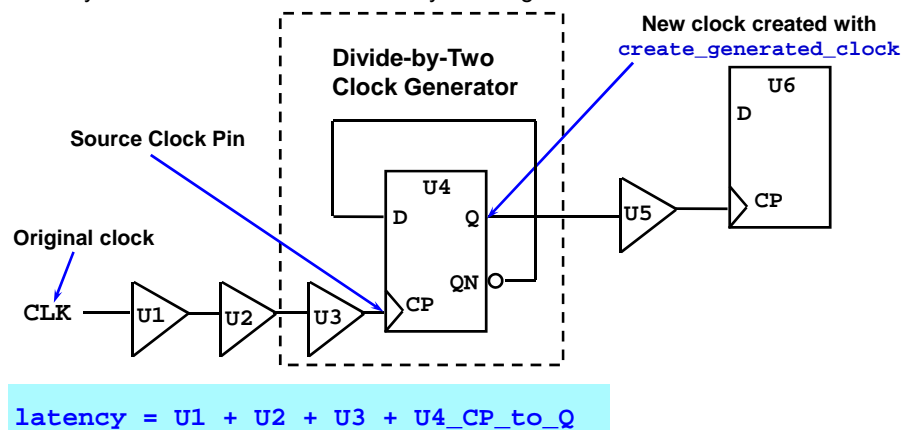 New clock created with
create_generated_clock
Divide-by-Two
Clock Generator
U6
D
CP
Source Clock Pin
U4
D
Q
QN
CP
U5
Original clock
CLK
U1
U2
U3
latency = U1 + U2 + U3 + U4_CP_to_Q